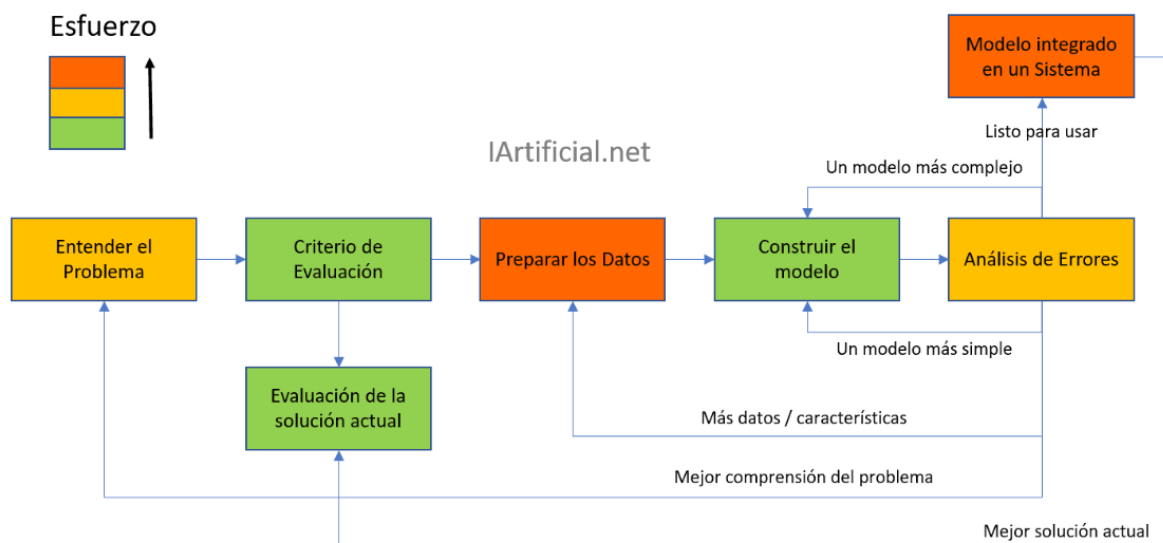 Esfuerzo
Modelo integrado
en un Sistema
Listo para usar
IArtificial.net
Un modelo más complejo
Entender el
Problema
Criterio de
Evaluación
Preparar los Datos
Construir el
modelo
Análisis de Errores
Un modelo más simple
Evaluación de la
solución actual
Más datos / características
Mejor comprensión del problema
Mejor solución actual